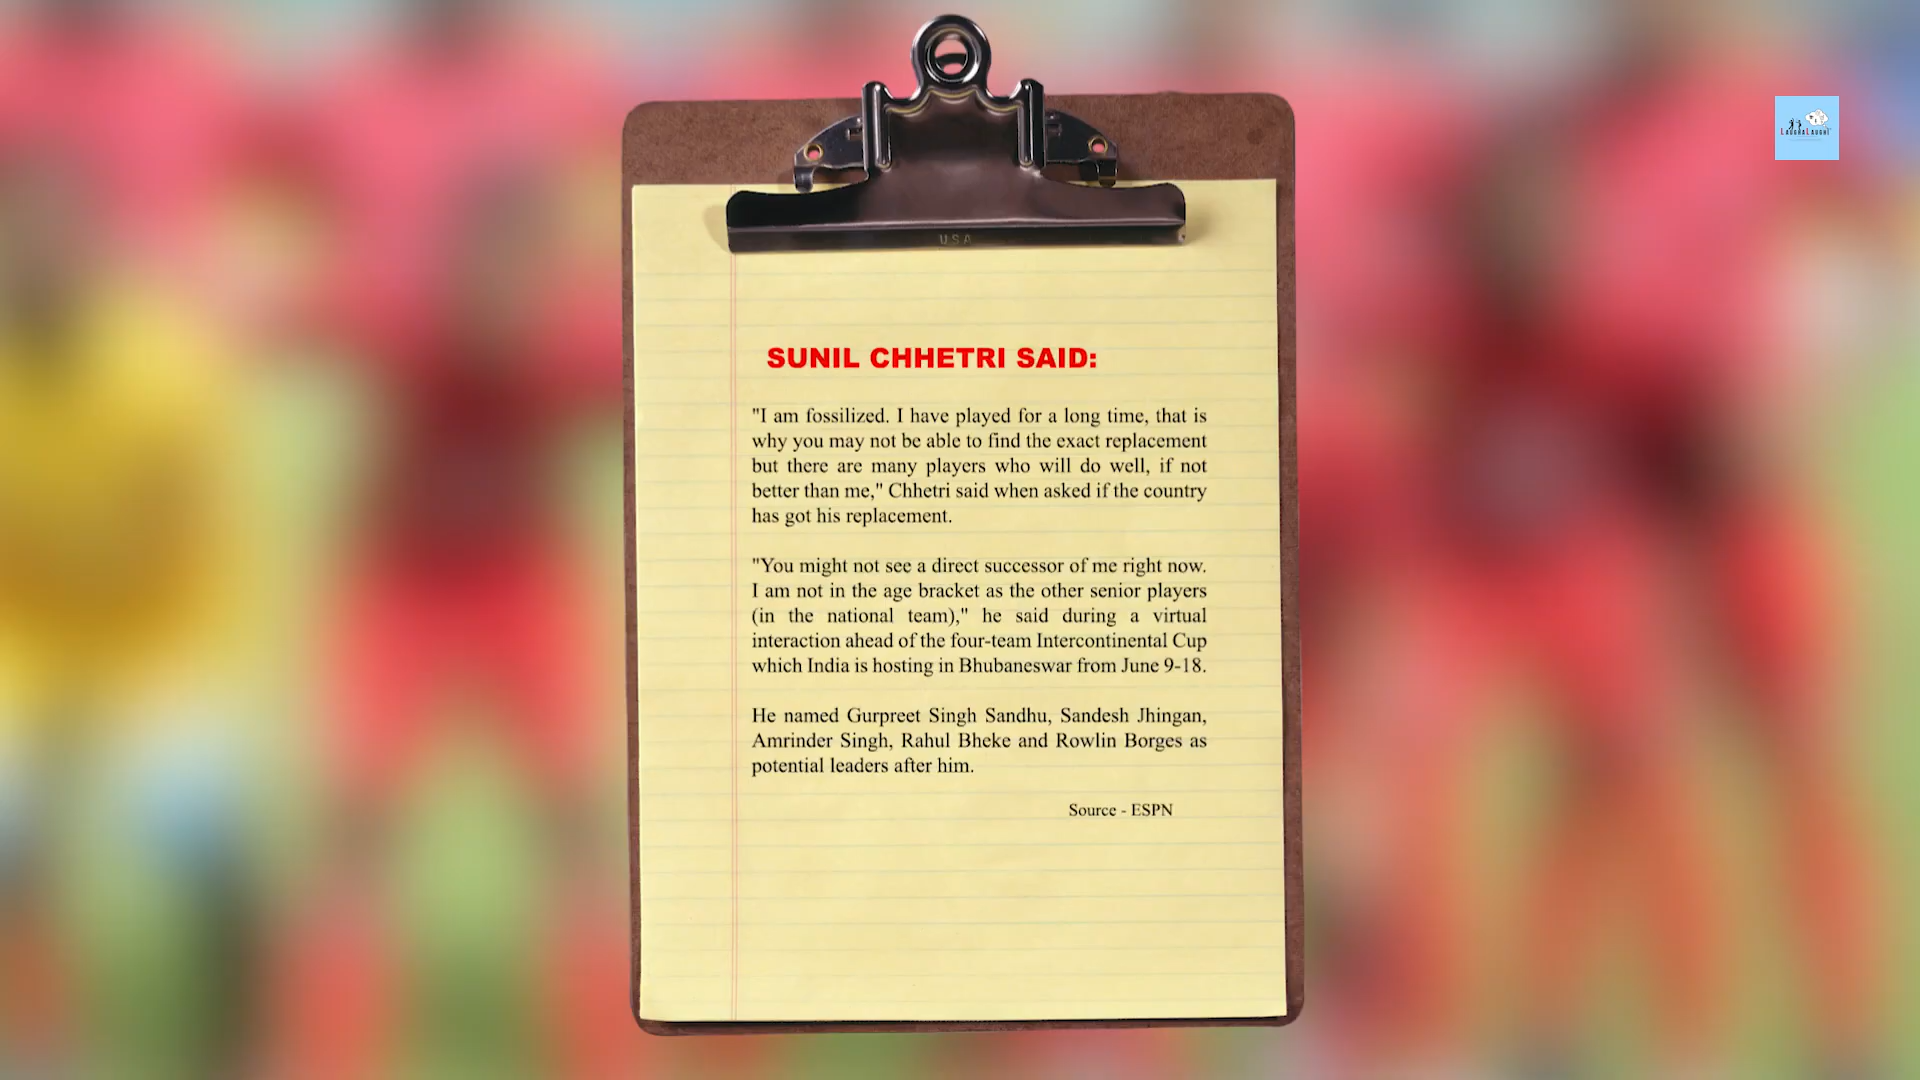 USA
LAUGHALAUGHI
SUNIL CHHETRI SAID:
"I am fossilized. I have played for a long time, that is
why you may not be able to find the exact replacement
but there are many players who will do well, if not
better than me," Chhetri said when asked if the country
has got his replacement.
"You might not see a direct successor of me right now.
I am not in the age bracket as the other senior players
(in the national team)," he said during a virtual
interaction ahead of the four-team Intercontinental Cup
which India is hosting in Bhubaneswar from June 9-18.
He named Gurpreet Singh Sandhu, Sandesh Jhingan,
Amrinder Singh, Rahul Bheke and Rowlin Borges as
potential leaders after him.
Source - ESPN